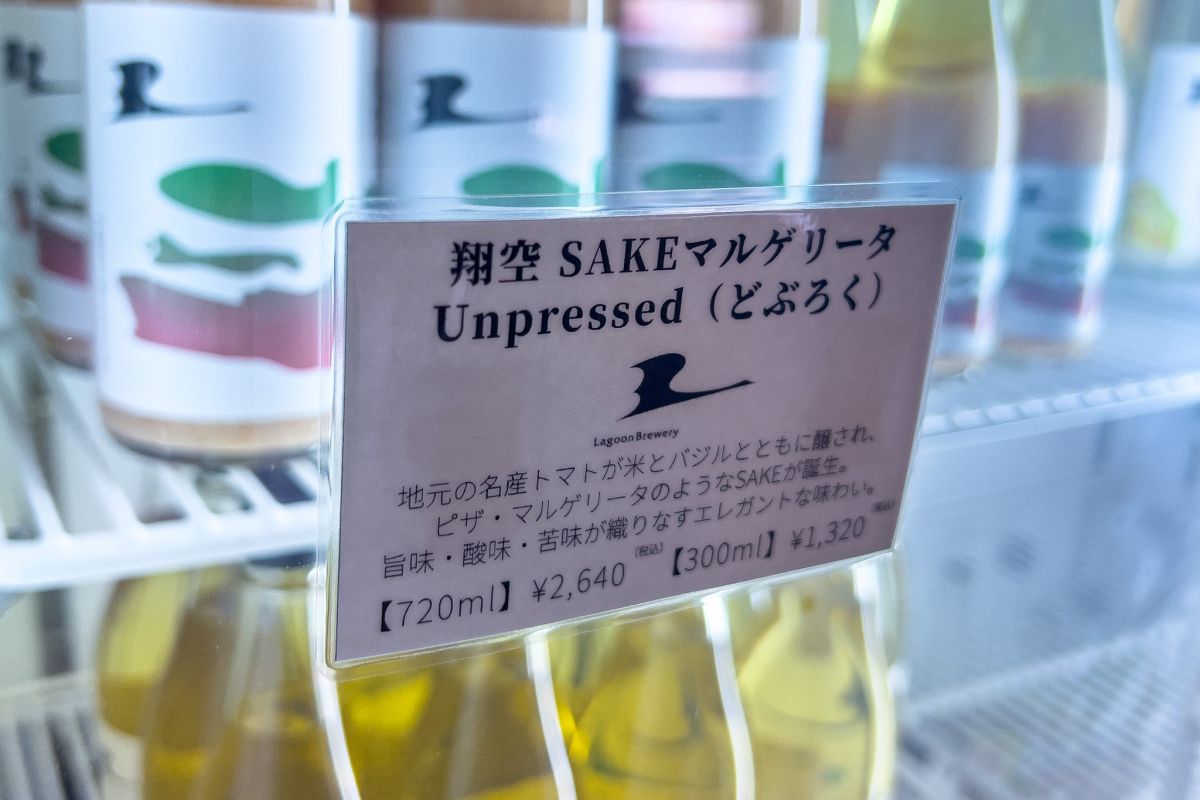 翔空 SAKEマルゲリータ
Unpressed（どぶろく）
Lagoon Brewery
地元の名産トマトが米とバジルとともに醸され、
ピザ・マルゲリータのようなSAKEが誕生。
旨味・酸味・苦味が織りなすエレガントな味わい。
【720ml】¥2,640（税込）【300ml】¥1,320（税込）